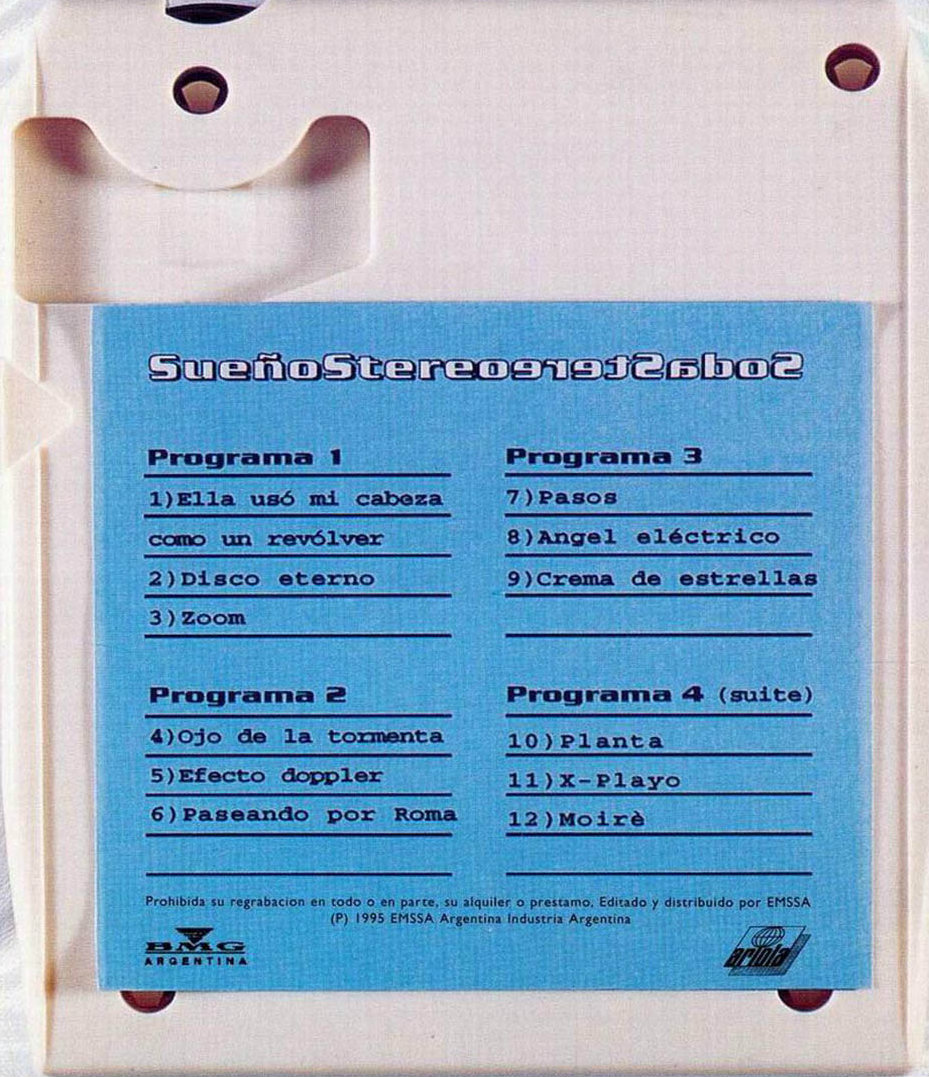 SueñoStereoSodaStereo
Programa 1
1)Ella usó mi cabeza
como un revólver
2)Disco eterno
3)Zoom
Programa 2
4)Ojo de la tormenta
5)Efecto doppler
6)Paseando por Roma
Programa 3
7)Pasos
8)Angel eléctrico
9)Crema de estrellas
Programa 4 (suite)
10)Planta
11)X-Playo
12)Moirè
Prohibida su regrabacion en todo o en parte, su alquiler o prestamo. Editado y distribuido por EMSSA
(P) 1995 EMSSA Argentina Industria Argentina
BMG
ARGENTINA
ariola